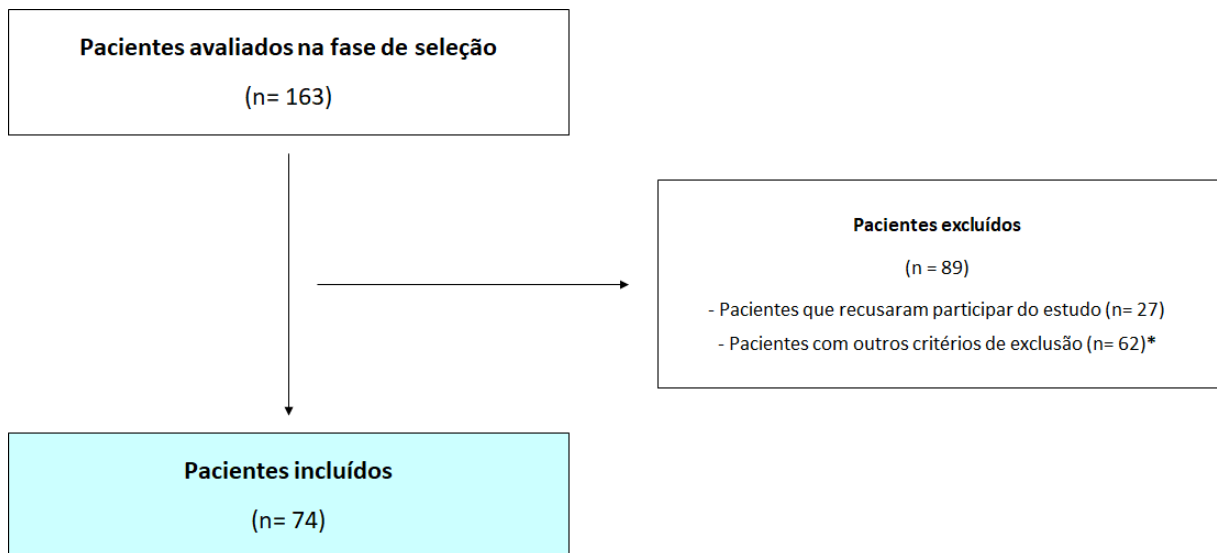 Pacientes avaliados na fase de seleção
(n= 163)
Pacientes excluídos
(n = 89)
- Pacientes que recusaram participar do estudo (n= 27)
- Pacientes com outros critérios de exclusão (n= 62)*
Pacientes incluídos
(n= 74)